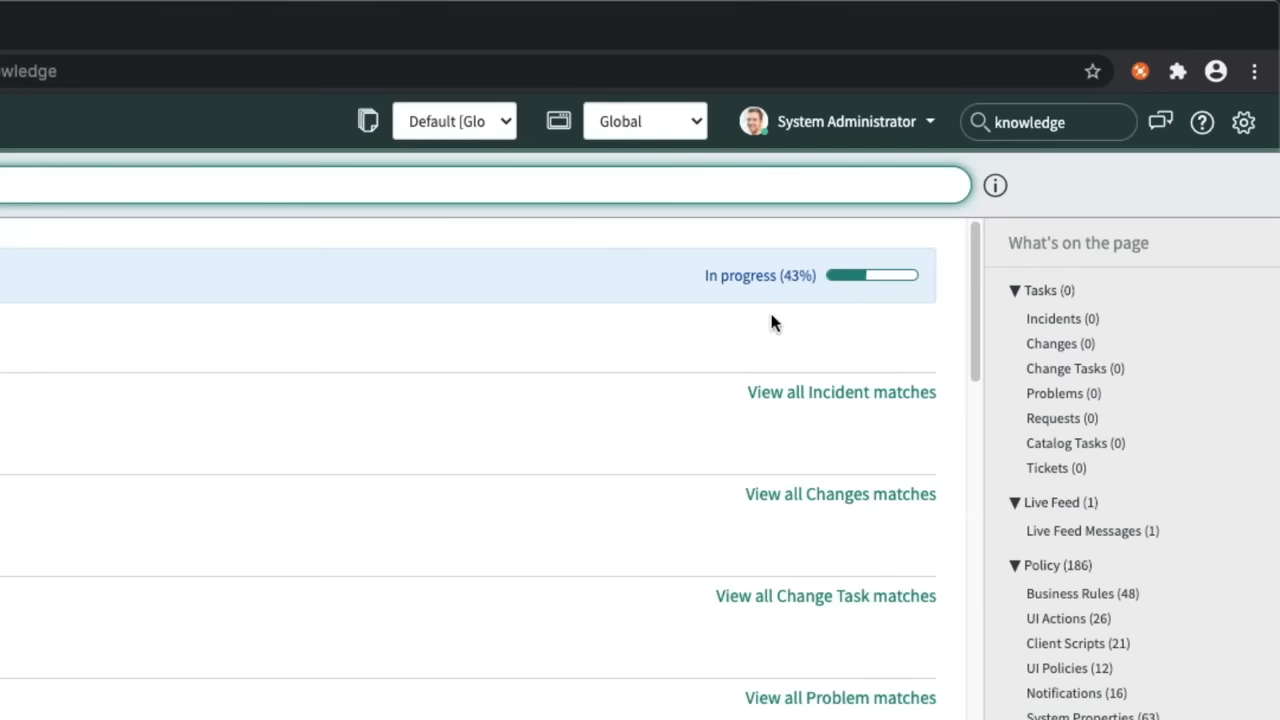 wledge
Default [Glo
Global
System Administrator
knowledge
What's on the page
In progress (43%)
▼ Tasks (0)
Incidents (0)
Changes (0)
Change Tasks (0)
Problems (0)
Requests (0)
Catalog Tasks (0)
Tickets (0)
▼ Live Feed (1)
Live Feed Messages (1)
▼ Policy (186)
Business Rules (48)
UI Actions (26)
Client Scripts (21)
UI Policies (12)
Notifications (16)
System Properties (63)
View all Incident matches
View all Changes matches
View all Change Task matches
View all Problem matches